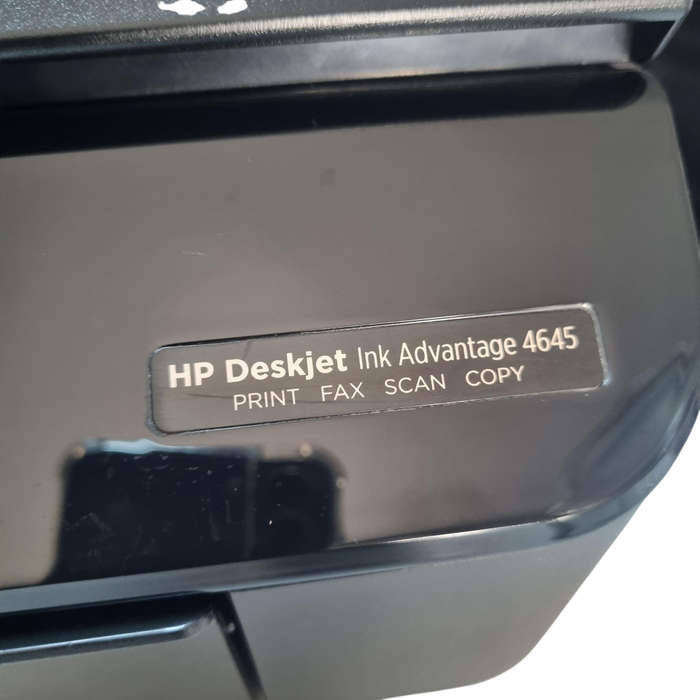 HP Deskjet Ink Advantage 4645
PRINT FAX SCAN COPY